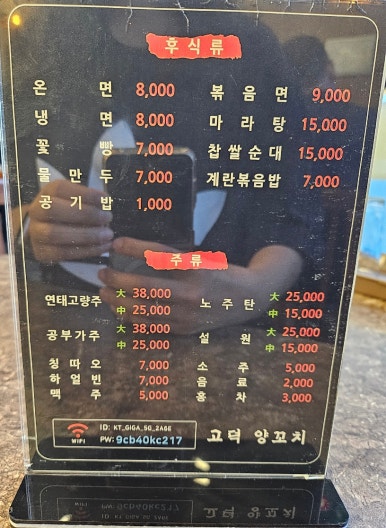 후식류
온면 8,000 볶음면 9,000
냉면 8,000 마라탕 15,000
꽃빵 7,000 찹쌀순대 15,000
물만두 7,000 계란볶음밥 7,000
공기밥 1,000
주류
연태고량주 大 38,000 노주탄 大 25,000
中 25,000 中 15,000
공부가주 大 38,000 설원 大 25,000
中 25,000 中 15,000
칭따오 7,000 소주 5,000
하얼빈 7,000 음료 2,000
맥주 5,000 홍차 3,000
WiFi ID: KT_GIGA_5G_2A6E
PW: 9cb40kc217
고덕 양꼬치